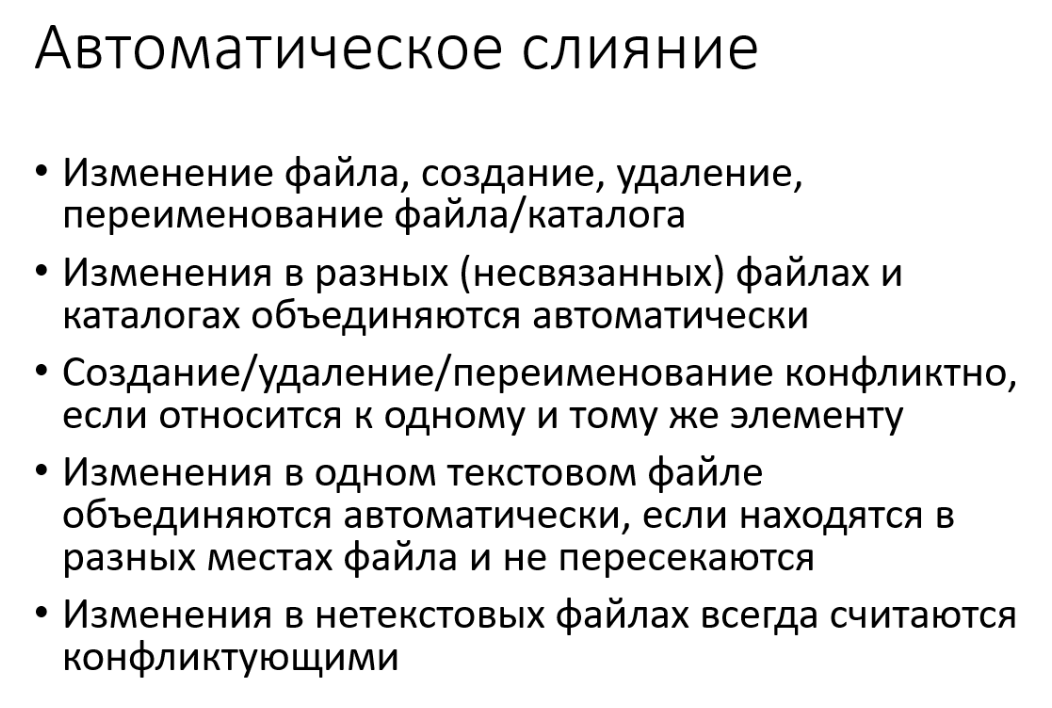 Автоматическое слияние
• Изменение файла, создание, удаление,
переименование файла/каталога
• Изменения в разных (несвязанных) файлах и
каталогах объединяются автоматически
• Создание/удаление/переименование конфликтно,
если относится к одному и тому же элементу
• Изменения в одном текстовом файле
объединяются автоматически, если находятся в
разных местах файла и не пересекаются
• Изменения в нетекстовых файлах всегда считаются
конфликтующими